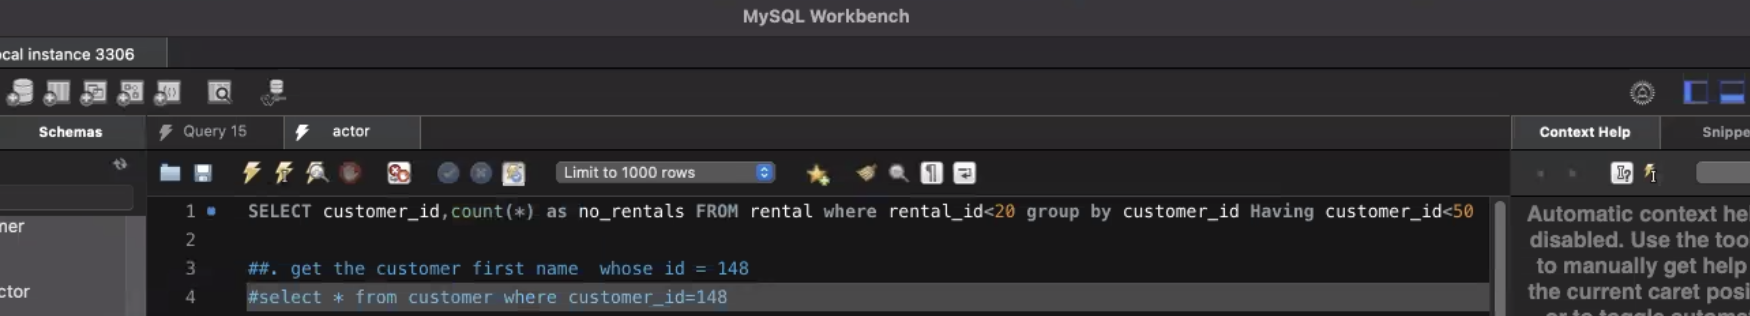 MySQL Workbench
ocal instance 3306
Schemas
Query 15
actor
Context Help
Snippe
Limit to 1000 rows
1 SELECT customer_id,count(*) as no_rentals FROM rental where rental_id<20 group by customer_id Having customer_id<50
2
3 ##. get the customer first name  whose id = 148
4 #select * from customer where customer_id=148
mer
ctor
Automatic context he
disabled. Use the too
to manually get help
the current caret posi